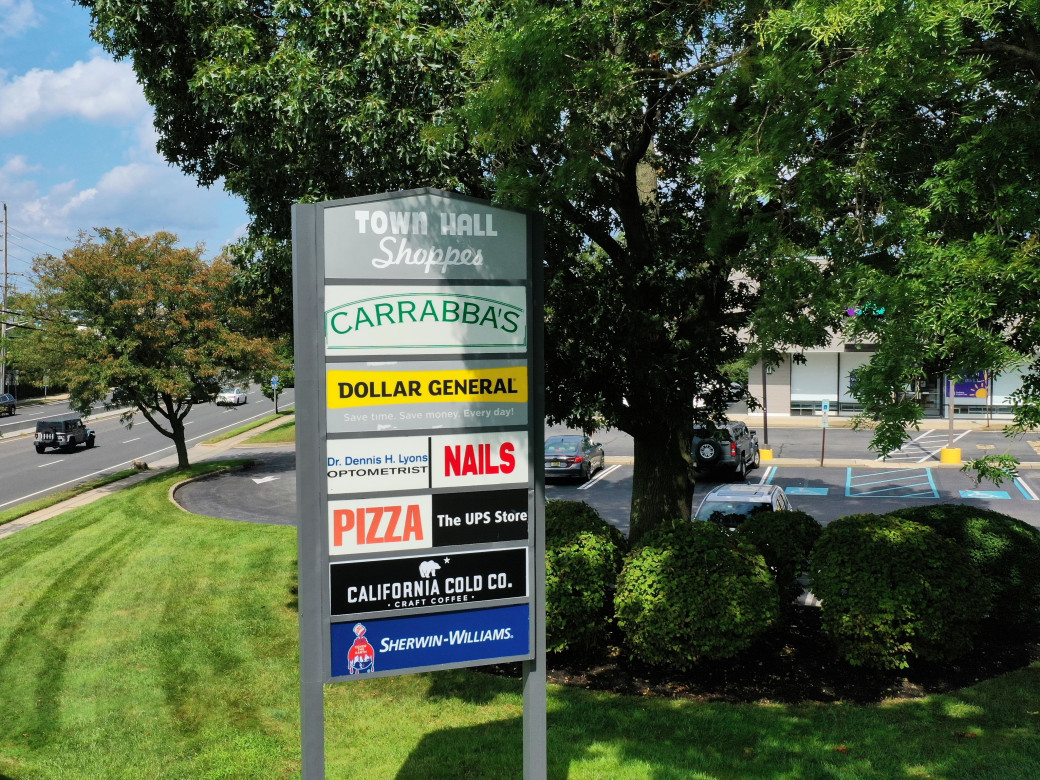 TOWN HALL
Shoppes
CARRABBA'S
DOLLAR GENERAL
Save time. Save money. Every day!
Dr. Dennis H. Lyons
OPTOMETRIST
NAILS
PIZZA
The UPS Store
CALIFORNIA COLD CO.
· CRAFT COFFEE ·
SHERWIN-WILLIAMS.